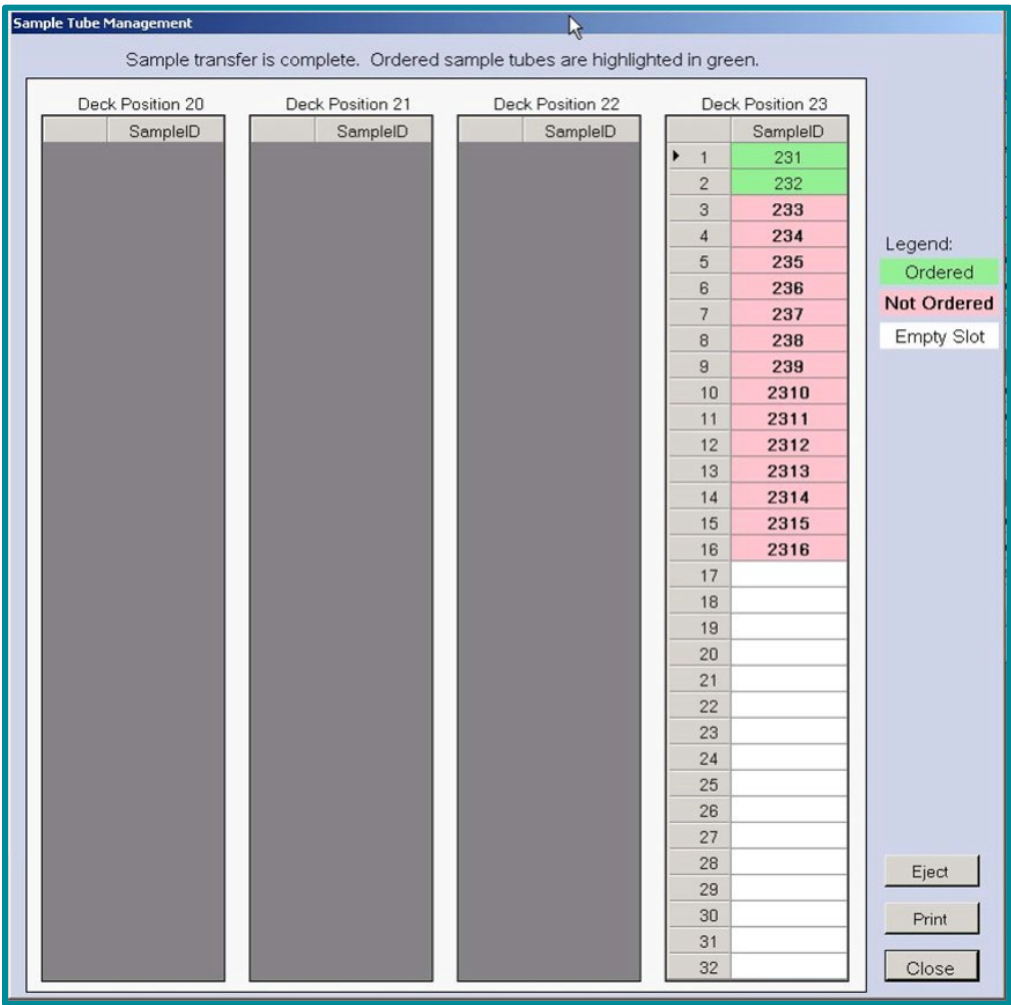 Sample Tube Management
Sample transfer is complete. Ordered sample tubes are highlighted in green.
Deck Position 20
SampleID
Deck Position 21
SampleID
Deck Position 22
SampleID
Deck Position 23
SampleID
1 231
2 232
3 233
4 234
5 235
6 236
7 237
8 238
9 239
10 2310
11 2311
12 2312
13 2313
14 2314
15 2315
16 2316
17
18
19
20
21
22
23
24
25
26
27
28
29
30
31
32
Legend:
Ordered
Not Ordered
Empty Slot
Eject
Print
Close